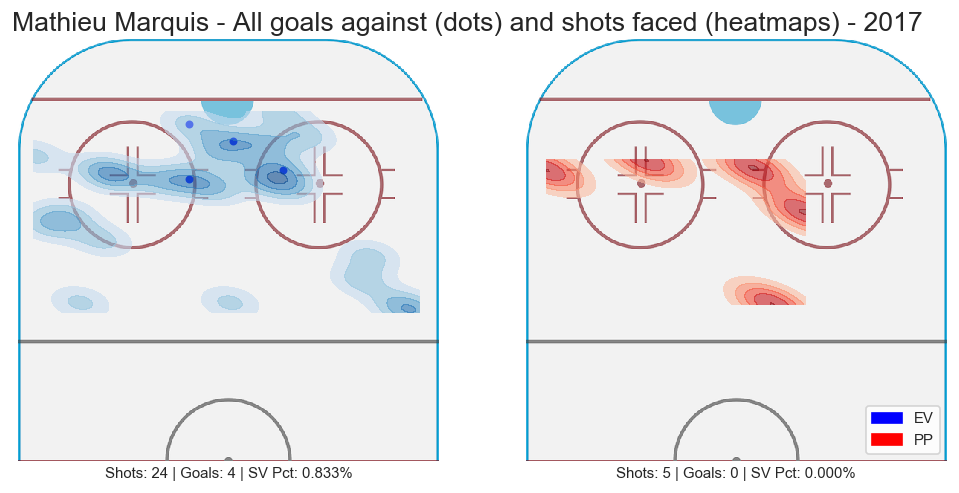 Mathieu Marquis - All goals against (dots) and shots faced (heatmaps) - 2017
EV
PP
Shots: 24 | Goals: 4 | SV Pct: 0.833%
Shots: 5 | Goals: 0 | SV Pct: 0.000%